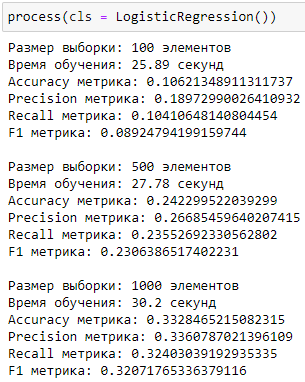 process(cls = LogisticRegression())
Размер выборки: 100 элементов
Время обучения: 25.89 секунд
Accuracy метрика: 0.10621348911311737
Precision метрика: 0.18972990026410932
Recall метрика: 0.10410648140804454
F1 метрика: 0.08924794199159744
Размер выборки: 500 элементов
Время обучения: 27.78 секунд
Accuracy метрика: 0.242299522039299
Precision метрика: 0.26685459640207415
Recall метрика: 0.23552692330562802
F1 метрика: 0.2306386517402231
Размер выборки: 1000 элементов
Время обучения: 30.2 секунд
Accuracy метрика: 0.3328465215082315
Precision метрика: 0.3360787021396109
Recall метрика: 0.32403039192935335
F1 метрика: 0.32071765336379116